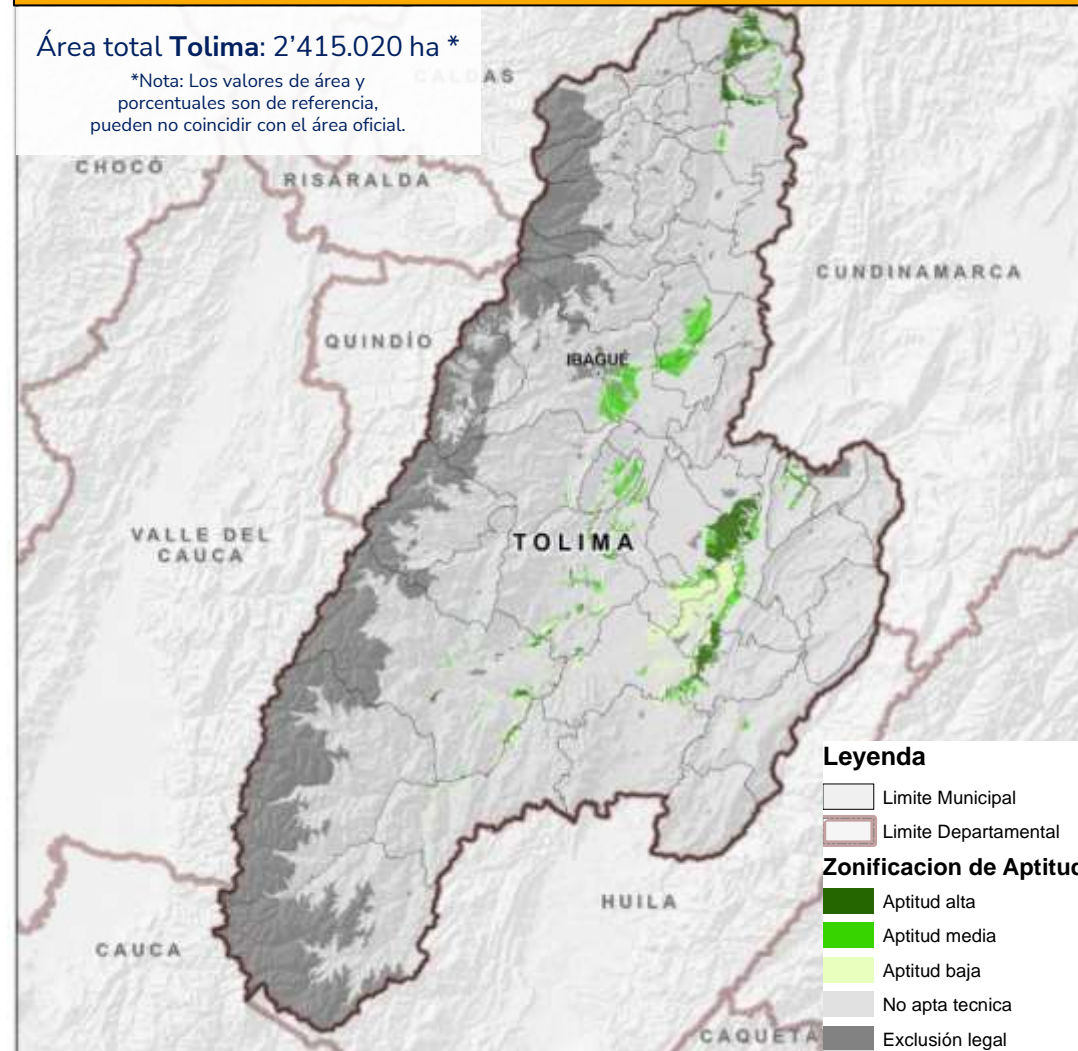 Área total Tolima: 2’415.020 ha *
*Nota: Los valores de área y
porcentuales son de referencia,
pueden no coincidir con el área oficial.
CALDAS
CHOCÓ
RISARALDA
CUNDINAMARCA
QUINDÍO
IBAGUÉ
VALLE DEL
CAUCA
TOLIMA
HUILA
CAUCA
CAQUETÁ
Leyenda
Limite Municipal
Limite Departamental
Zonificacion de Aptitud
Aptitud alta
Aptitud media
Aptitud baja
No apta tecnica
Exclusión legal